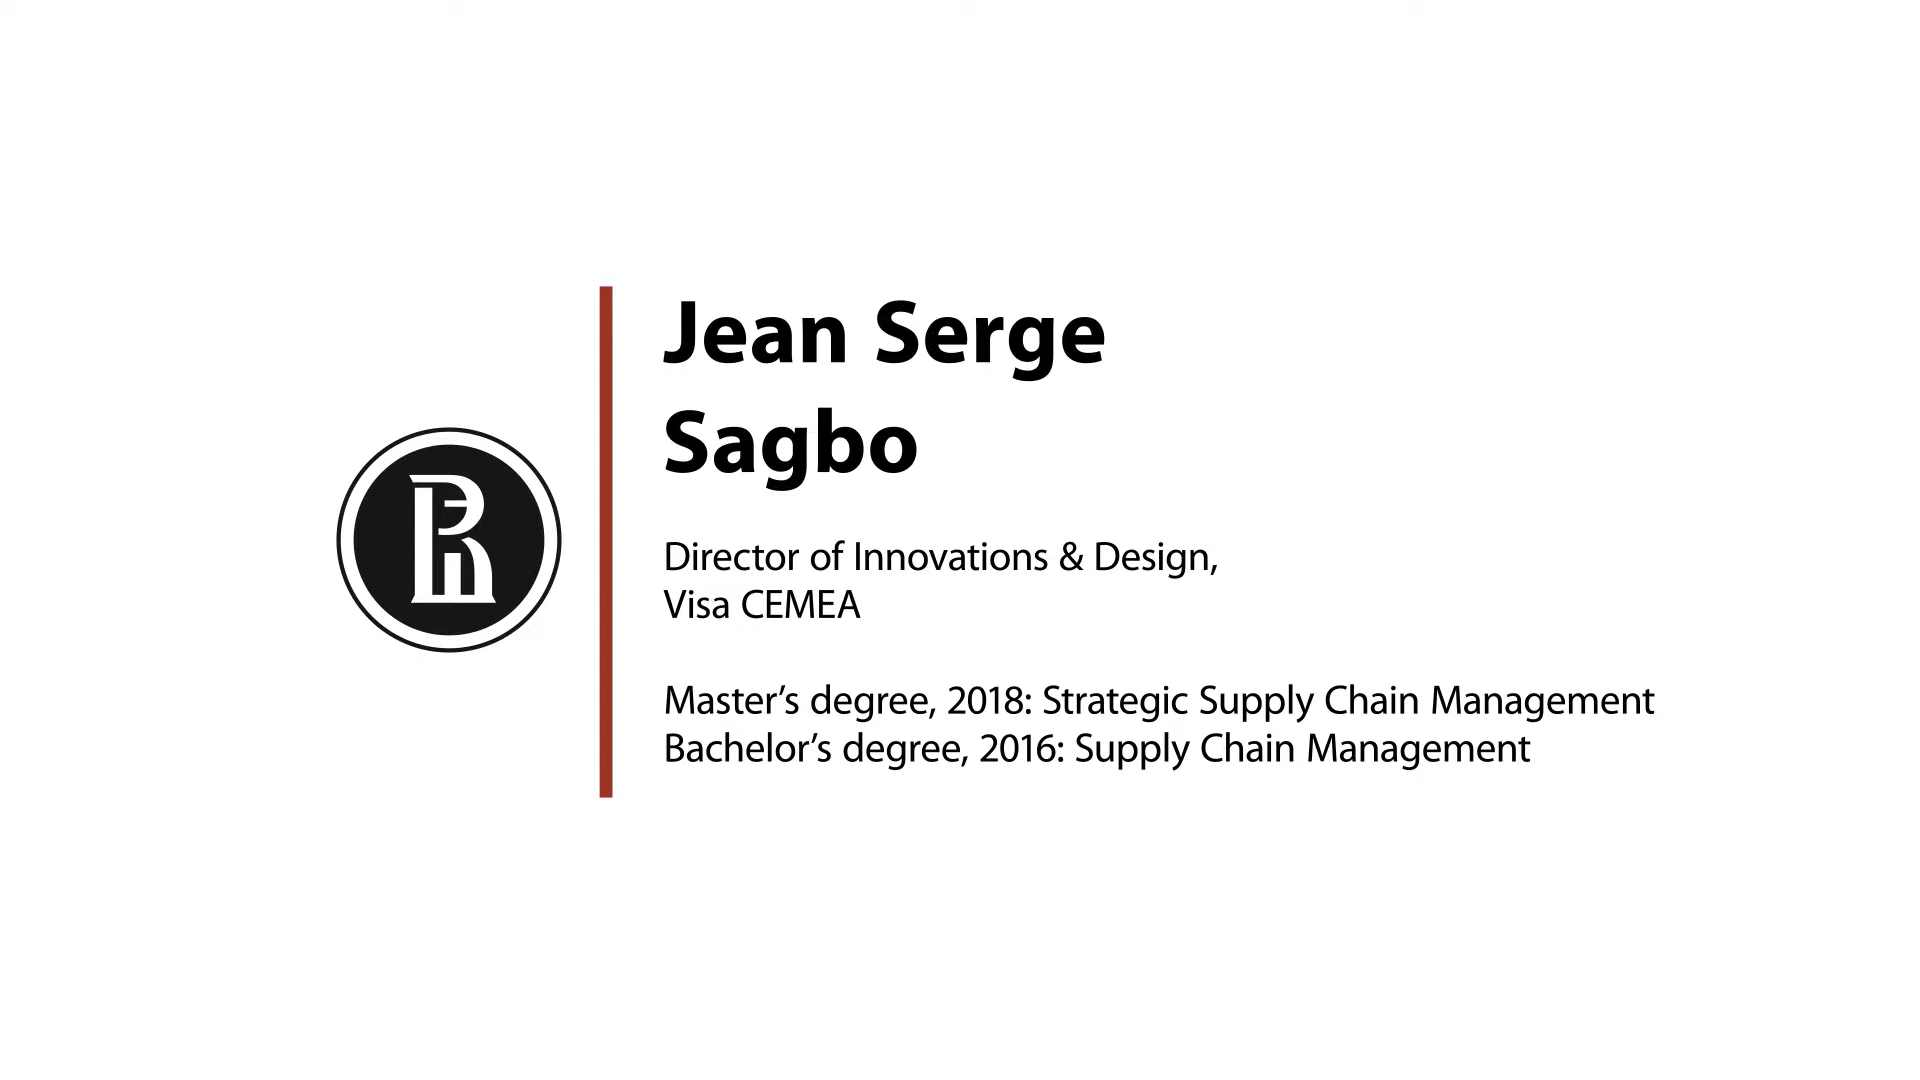 Jean Serge
Sagbo
Director of Innovations & Design,
Visa CEMEA
Master’s degree, 2018: Strategic Supply Chain Management
Bachelor’s degree, 2016: Supply Chain Management